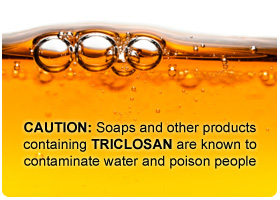 CAUTION: Soaps and other products
containing TRICLOSAN are known to
contaminate water and poison people